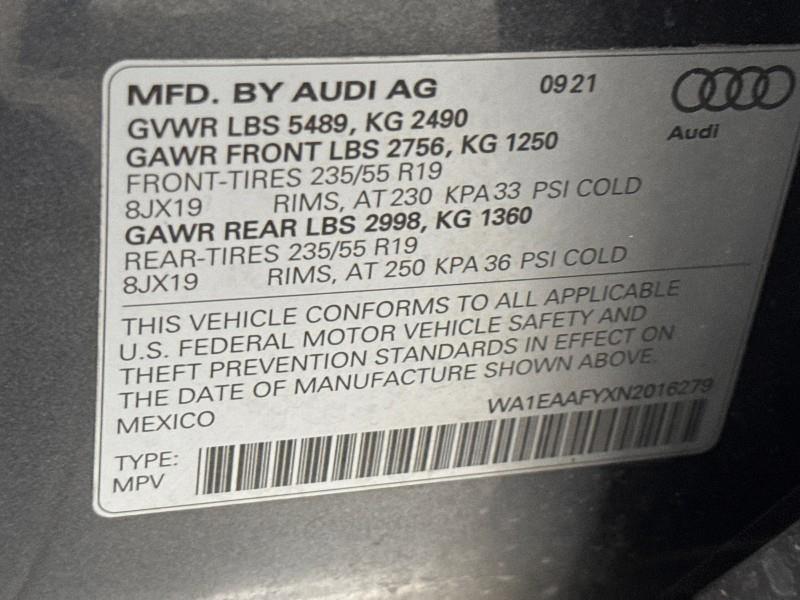 MFD. BY AUDI AG 09 21
Audi
GVWR LBS 5489, KG 2490
GAWR FRONT LBS 2756, KG 1250
FRONT-TIRES 235/55 R19
8JX19 RIMS, AT 230 KPA 33 PSI COLD
GAWR REAR LBS 2998, KG 1360
REAR-TIRES 235/55 R19
8JX19 RIMS, AT 250 KPA 36 PSI COLD
THIS VEHICLE CONFORMS TO ALL APPLICABLE
U.S. FEDERAL MOTOR VEHICLE SAFETY AND
THEFT PREVENTION STANDARDS IN EFFECT ON
THE DATE OF MANUFACTURE SHOWN ABOVE.
MEXICO WA1EAAFYXN2016279
TYPE:
MPV